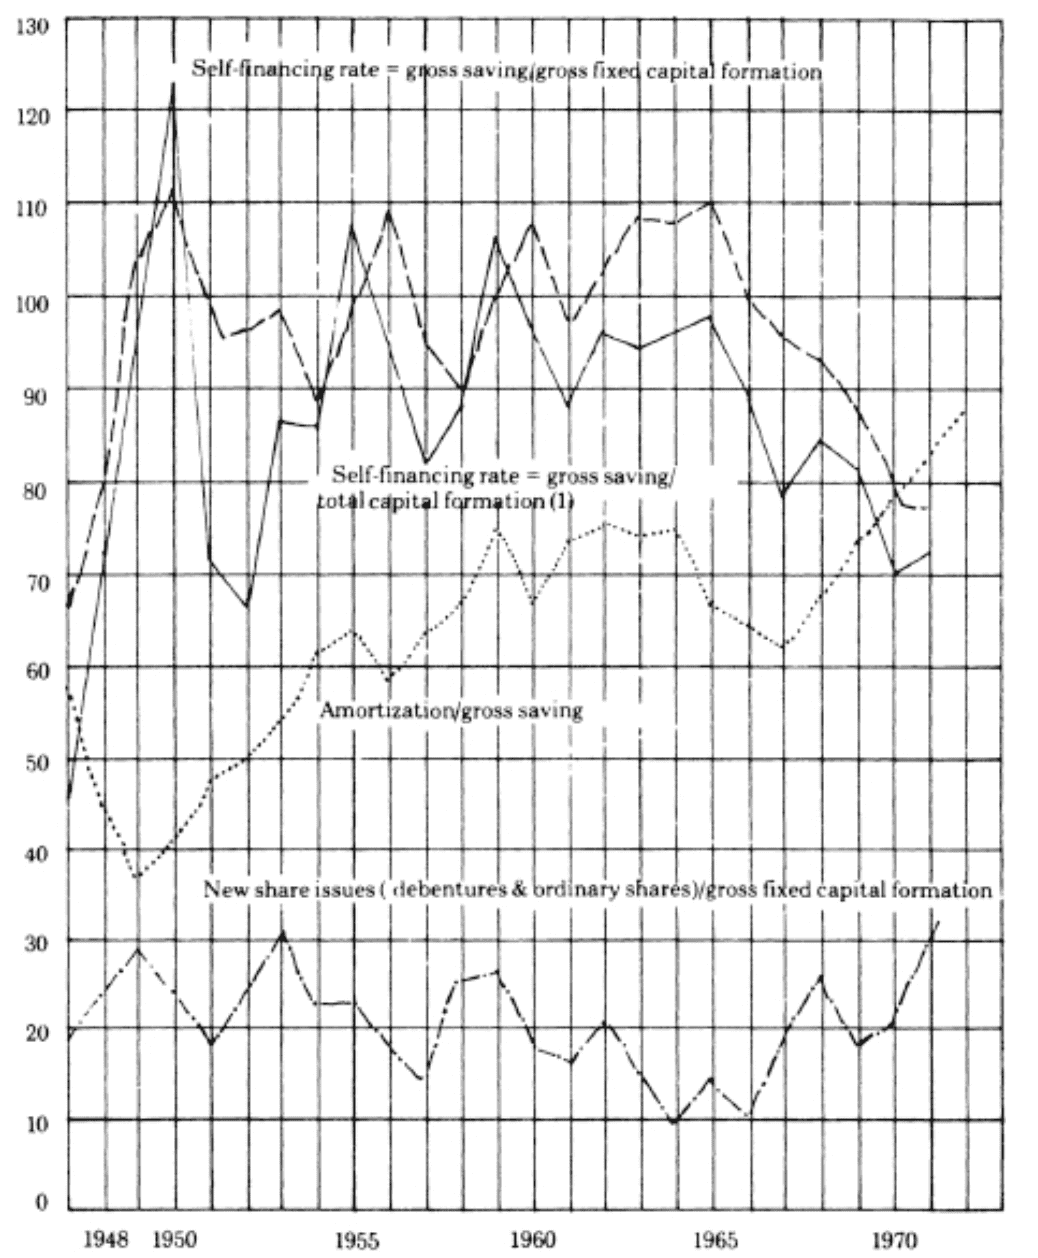 130
Self-financing rate = gross saving/gross fixed capital formation
120
110
100
90
Self-financing rate = gross saving/
80
total capital formation (1)
70
60
Amortization/gross saving
50
40
New share issues ( debentures & ordinary shares)/gross fixed capital formation
30
20
10
0
1948 1950 1955 1960 1965 1970